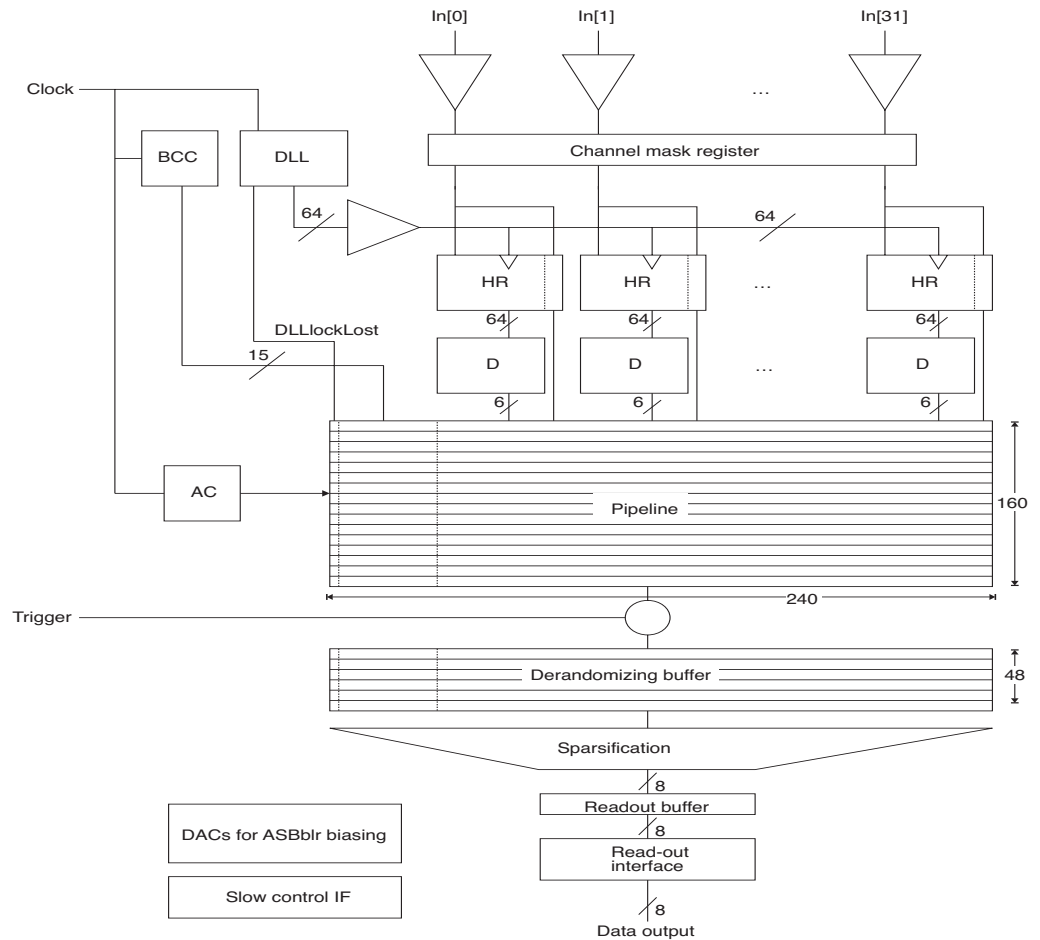 In[0] In[1] In[31]
Clock
...
BCC DLL Channel mask register
64 64
HR HR ... HR
DLLlockLost 64 64 64
15
D D ... D
6 6 6
AC
Pipeline 160
240
Trigger
Derandomizing buffer 48
Sparsification
8
Readout buffer
8
DACs for ASBblr biasing
Read-out
interface
Slow control IF
8
Data output